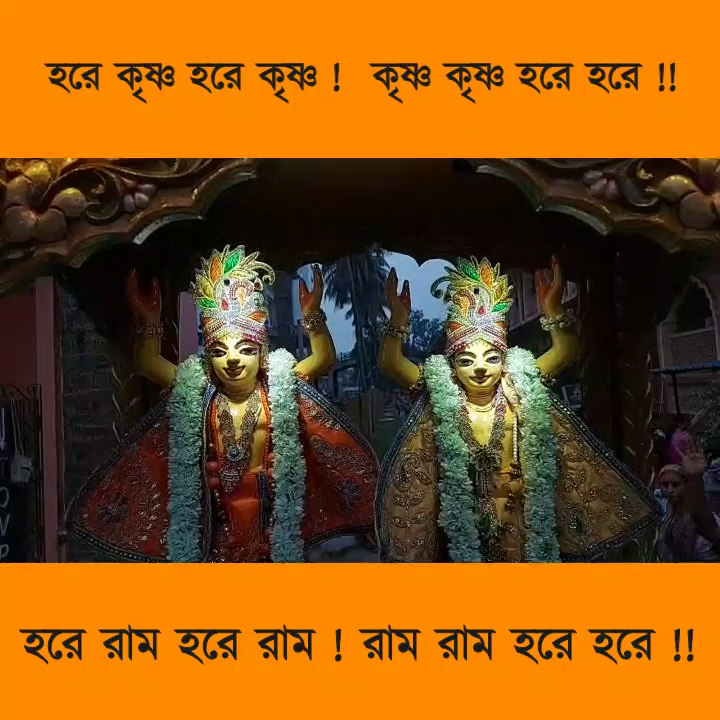 হরে কৃষ্ণ হরে কৃষ্ণ ! কৃষ্ণ কৃষ্ণ হরে হরে !!
হরে রাম হরে রাম ! রাম রাম হরে হরে !!